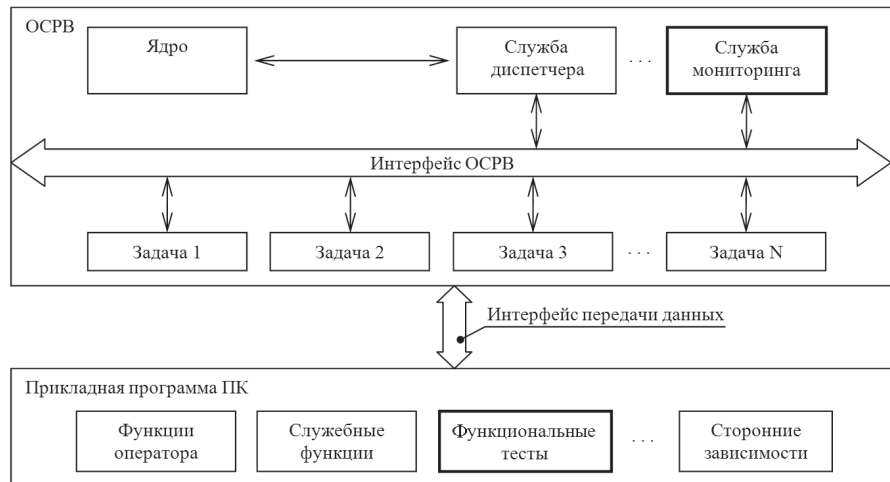 ОСРВ
Ядро
Служба
диспетчера
. . .
Служба
мониторинга
Интерфейс ОСРВ
Задача 1
Задача 2
Задача 3
. . .
Задача N
Интерфейс передачи данных
Прикладная программа ПК
Функции
оператора
Служебные
функции
Функциональные
тесты
. . .
Сторонние
зависимости